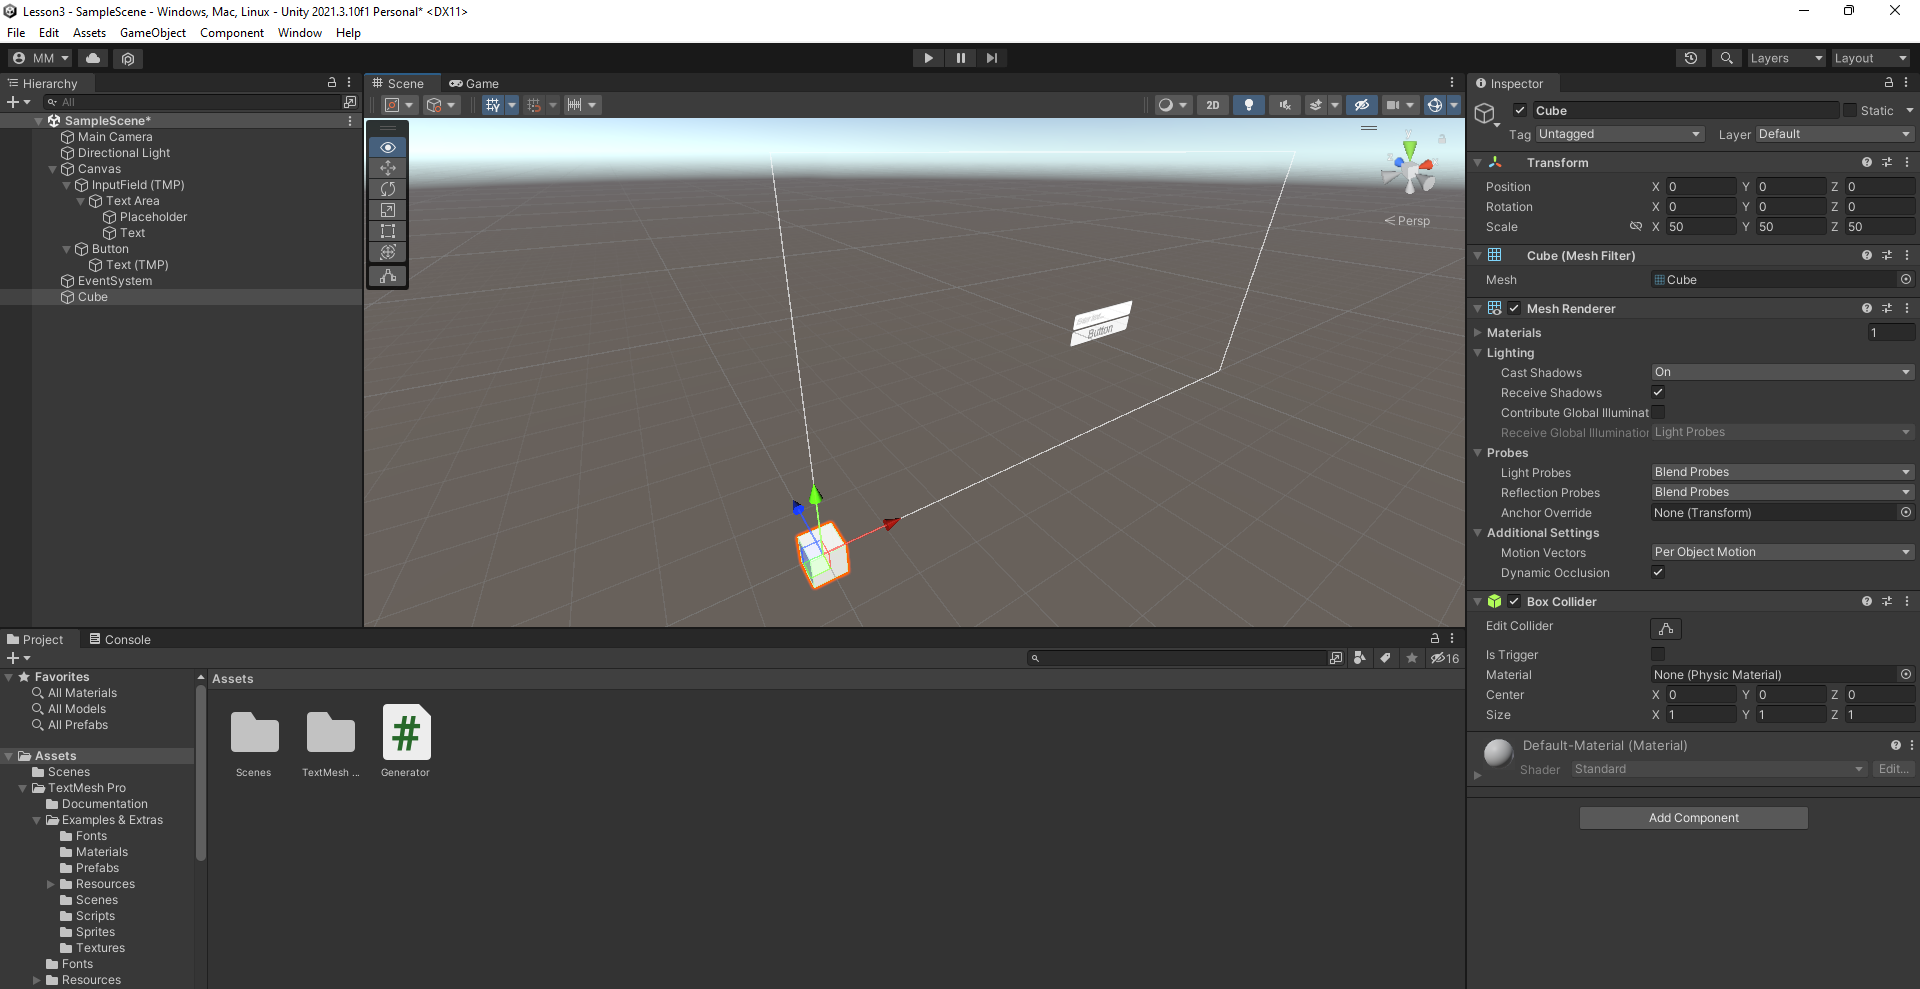 Lesson3 - SampleScene - Windows, Mac, Linux - Unity 2021.3.10f1 Personal* <DX11>
File Edit Assets GameObject Component Window Help
MM Layers Layout
Hierarchy
All
SampleScene*
Main Camera
Directional Light
Canvas
InputField (TMP)
Text Area
Placeholder
Text
Button
Text (TMP)
EventSystem
Cube
Scene Game
2D
Persp
Button
Inspector
Cube Static
Tag Untagged Layer Default
Transform
Position X 0 Y 0 Z 0
Rotation X 0 Y 0 Z 0
Scale X 50 Y 50 Z 50
Cube (Mesh Filter)
Mesh Cube
Mesh Renderer
Materials 1
Lighting
Cast Shadows On
Receive Shadows
Contribute Global Illuminat
Receive Global Illumination Light Probes
Probes
Light Probes Blend Probes
Reflection Probes Blend Probes
Anchor Override None (Transform)
Additional Settings
Motion Vectors Per Object Motion
Dynamic Occlusion
Box Collider
Edit Collider
Is Trigger
Material None (Physic Material)
Center X 0 Y 0 Z 0
Size X 1 Y 1 Z 1
Default-Material (Material)
Shader Standard Edit...
Add Component
Project Console
16
Favorites
All Materials
All Models
All Prefabs
Assets
Scenes
TextMesh Pro
Documentation
Examples & Extras
Fonts
Materials
Prefabs
Resources
Scenes
Scripts
Sprites
Textures
Fonts
Resources
Assets
Scenes TextMesh ... Generator